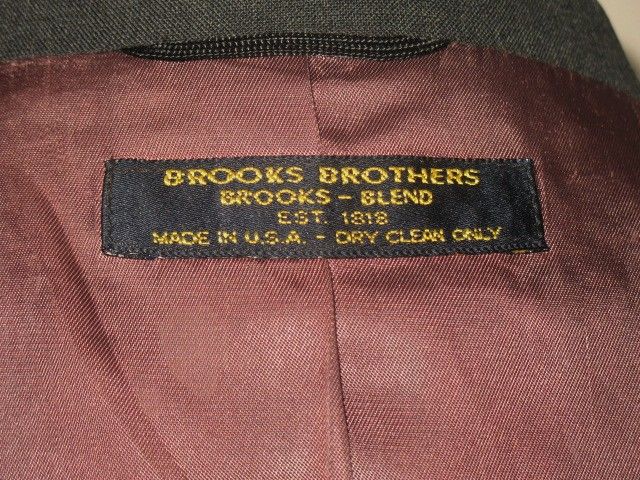 BROOKS BROTHERS
BROOKS - BLEND
EST. 1818
MADE IN U.S.A. - DRY CLEAN ONLY